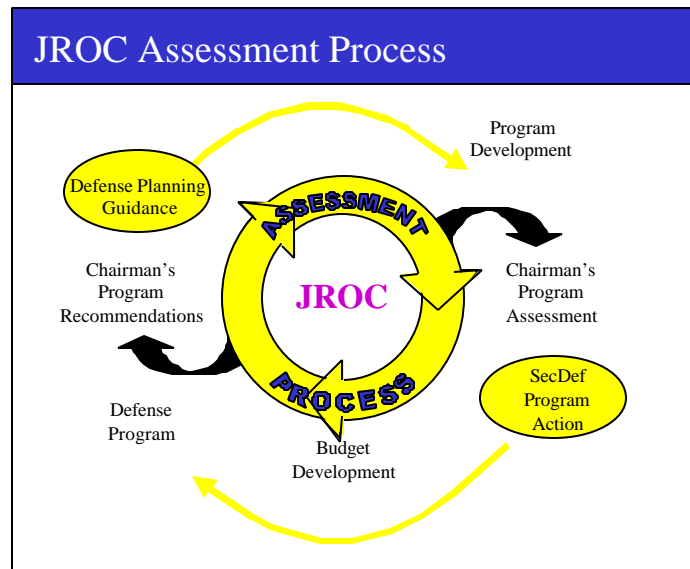 JROC Assessment Process
Program
Development
Defense Planning
Guidance
ASSESSMENT
Chairman's
Program
Recommendations
JROC
Chairman's
Program
Assessment
SecDef
Program
Action
PROCESS
Defense
Program
Budget
Development